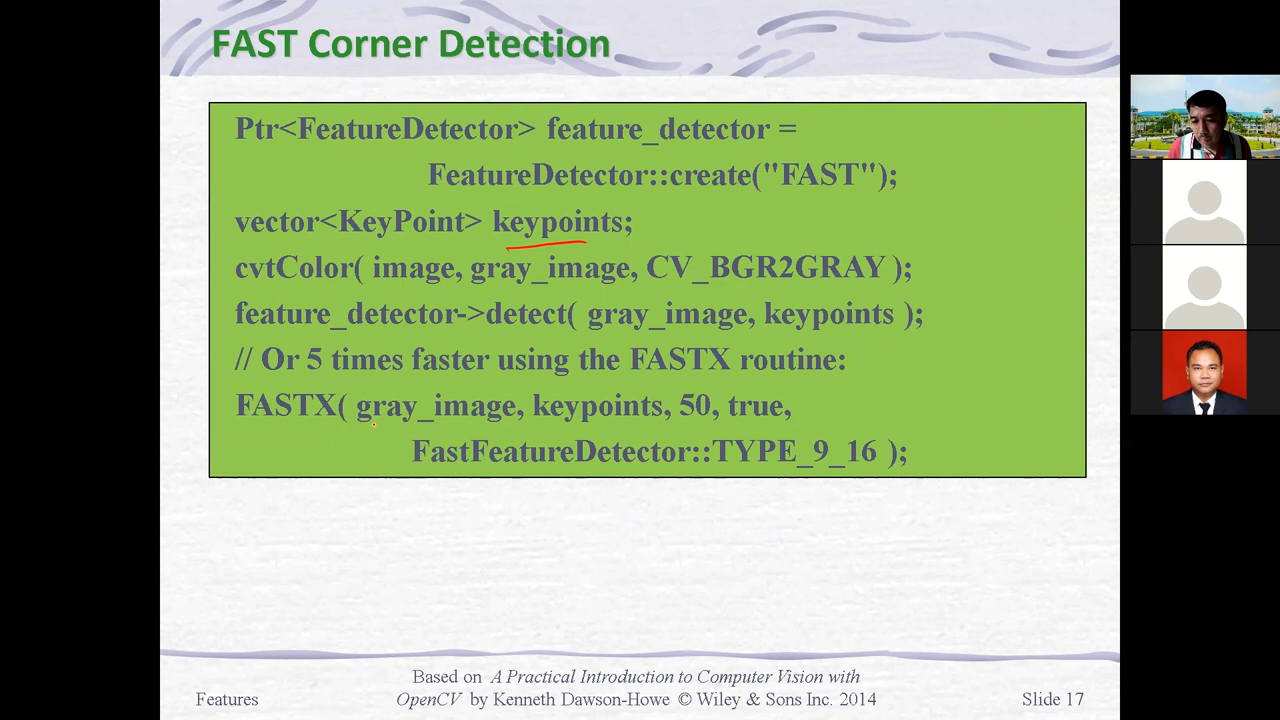 FAST Corner Detection
Ptr<FeatureDetector> feature_detector =
FeatureDetector::create("FAST");
vector<KeyPoint> keypoints;
cvtColor( image, gray_image, CV_BGR2GRAY );
feature_detector->detect( gray_image, keypoints );
// Or 5 times faster using the FASTX routine:
FASTX( gray_image, keypoints, 50, true,
FastFeatureDetector::TYPE_9_16 );
Based on A Practical Introduction to Computer Vision with
Features OpenCV by Kenneth Dawson-Howe © Wiley & Sons Inc. 2014 Slide 17